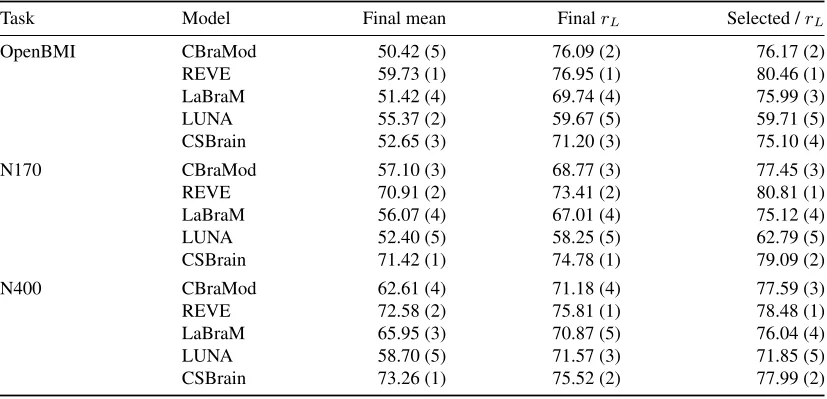 Task Model Final mean Final r_L Selected / r_L
OpenBMI CBraMod 50.42 (5) 76.09 (2) 76.17 (2)
REVE 59.73 (1) 76.95 (1) 80.46 (1)
LaBraM 51.42 (4) 69.74 (4) 75.99 (3)
LUNA 55.37 (2) 59.67 (5) 59.71 (5)
CSBrain 52.65 (3) 71.20 (3) 75.10 (4)
N170 CBraMod 57.10 (3) 68.77 (3) 77.45 (3)
REVE 70.91 (2) 73.41 (2) 80.81 (1)
LaBraM 56.07 (4) 67.01 (4) 75.12 (4)
LUNA 52.40 (5) 58.25 (5) 62.79 (5)
CSBrain 71.42 (1) 74.78 (1) 79.09 (2)
N400 CBraMod 62.61 (4) 71.18 (4) 77.59 (3)
REVE 72.58 (2) 75.81 (1) 78.48 (1)
LaBraM 65.95 (3) 70.87 (5) 76.04 (4)
LUNA 58.70 (5) 71.57 (3) 71.85 (5)
CSBrain 73.26 (1) 75.52 (2) 77.99 (2)